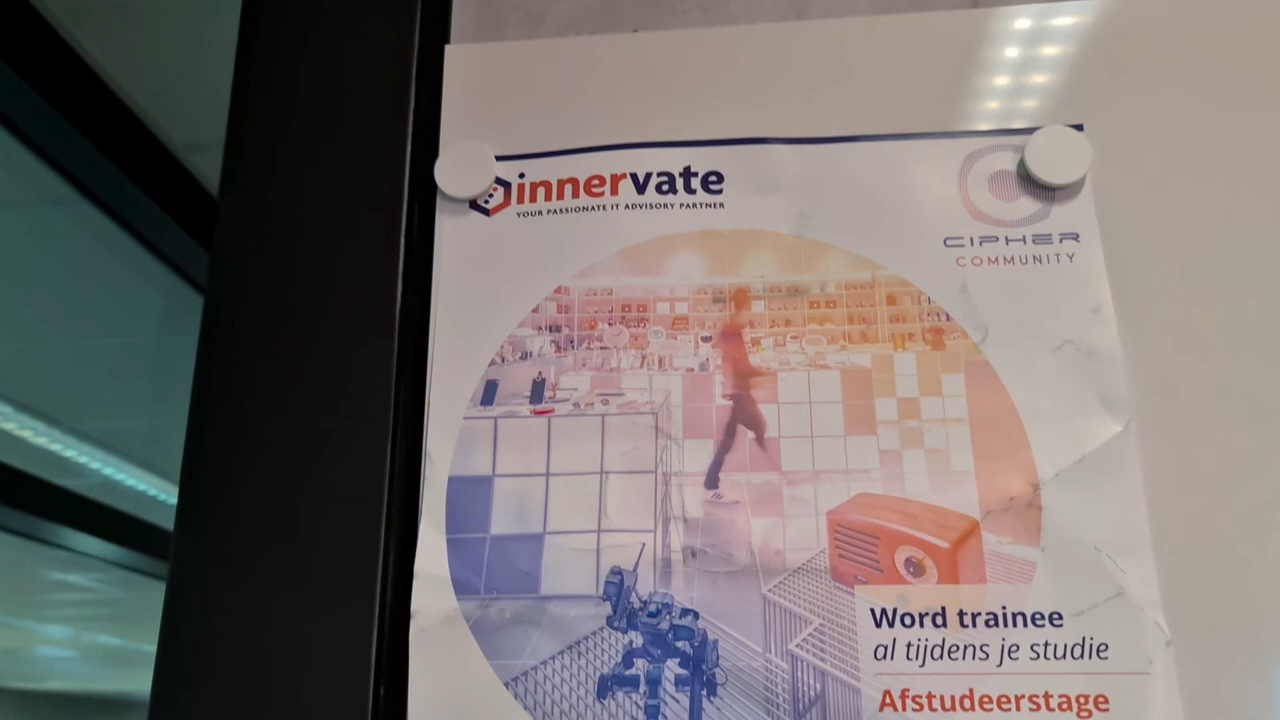 innervate
YOUR PASSIONATE IT ADVISORY PARTNER
CIPHER
COMMUNITY
Word trainee
al tijdens je studie
Afstudeerstage